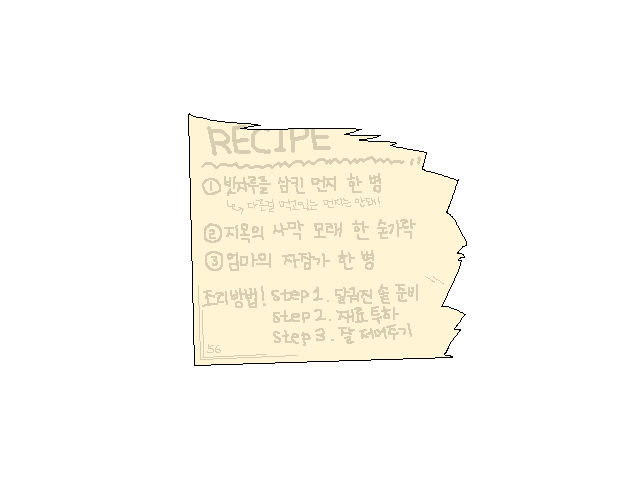 RECIPE
① 빗자루를 삼킨 먼지 한 병
↳ 다른걸 먹고있는 먼지는 안돼!
② 지옥의 사막 모래 한 숟가락
③ 엄마의 자장가 한 병
조리방법! Step 1. 달궈진 솥 준비
Step 2. 재료 투하
Step 3. 잘 저어주기
56